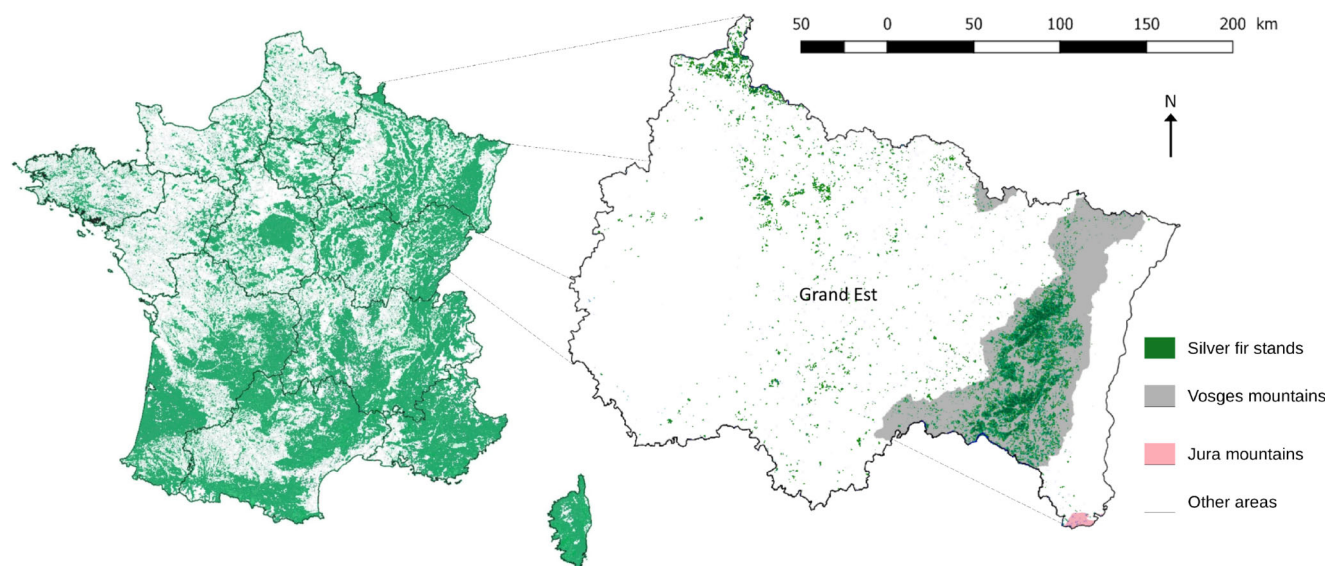 50 0 50 100 150 200 km
N
Grand Est
Silver fir stands
Vosges mountains
Jura mountains
Other areas